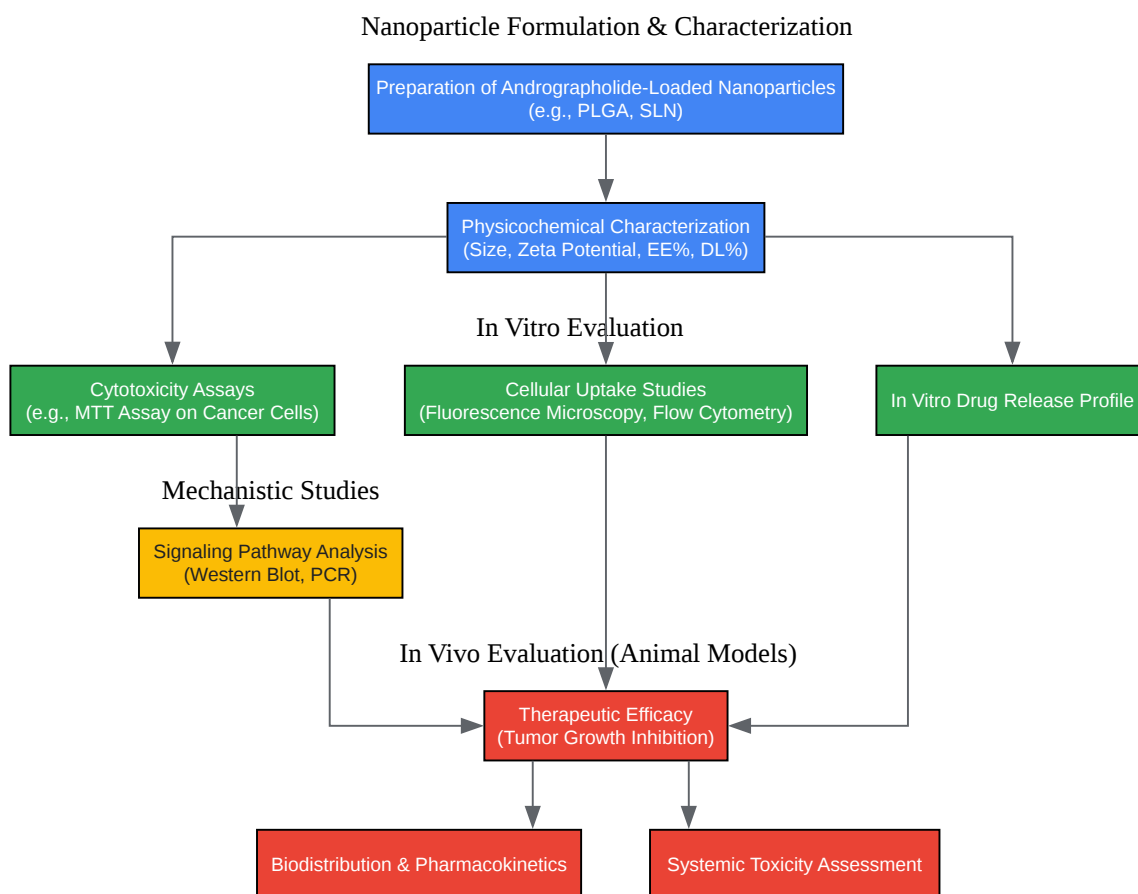 Nanoparticle Formulation & Characterization
Preparation of Andrographolide-Loaded Nanoparticles
(e.g., PLGA, SLN)
Physicochemical Characterization
(Size, Zeta Potential, EE%, DL%)
In Vitro Evaluation
Cytotoxicity Assays
(e.g., MTT Assay on Cancer Cells)
Cellular Uptake Studies
(Fluorescence Microscopy, Flow Cytometry)
In Vitro Drug Release Profile
Mechanistic Studies
Signaling Pathway Analysis
(Western Blot, PCR)
In Vivo Evaluation (Animal Models)
Therapeutic Efficacy
(Tumor Growth Inhibition)
Biodistribution & Pharmacokinetics
Systemic Toxicity Assessment